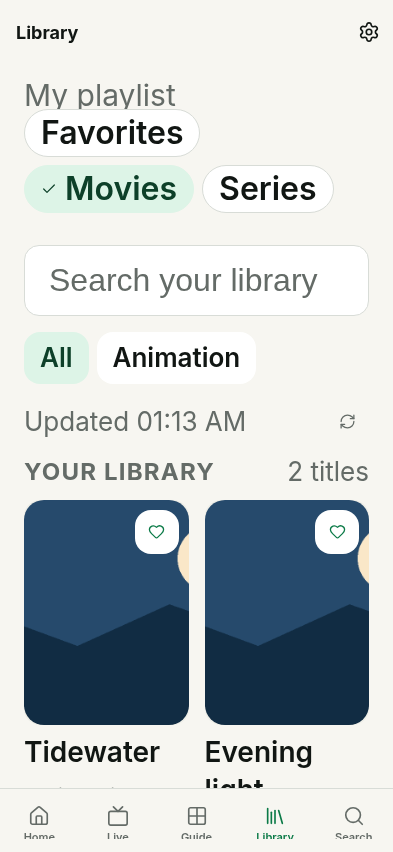 Library
My playlist
Favorites
Movies
Series
Search your library
All
Animation
Updated 01:13 AM
YOUR LIBRARY
2 titles
Tidewater
Evening
light
Home
Live
Guide
Library
Search